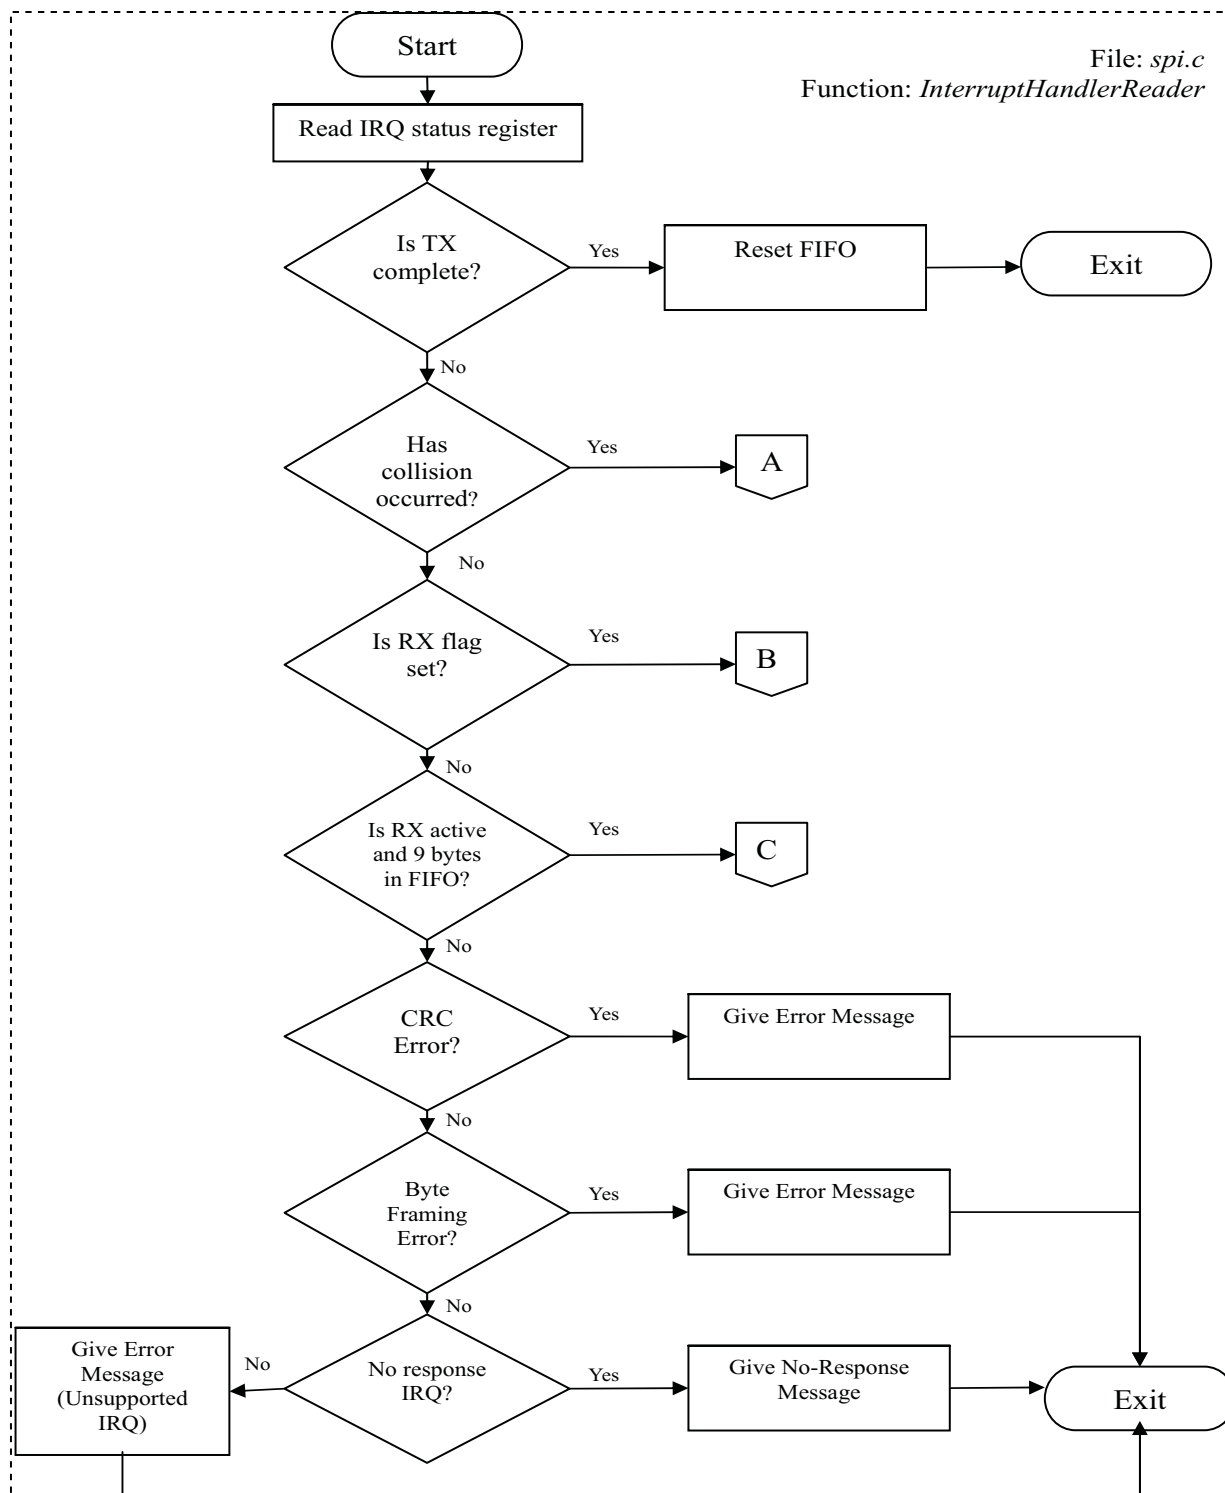 Start
File: spi.c
Function: InterruptHandlerReader
Read IRQ status register
Is TX
complete?
Yes
Reset FIFO
Exit
No
Has
collision
occurred?
Yes
A
No
Is RX flag
set?
Yes
B
No
Is RX active
and 9 bytes
in FIFO?
Yes
C
No
CRC
Error?
Yes
Give Error Message
No
Byte
Framing
Error?
Yes
Give Error Message
No
Give Error
Message
(Unsupported
IRQ)
No
No response
IRQ?
Yes
Give No-Response
Message
Exit